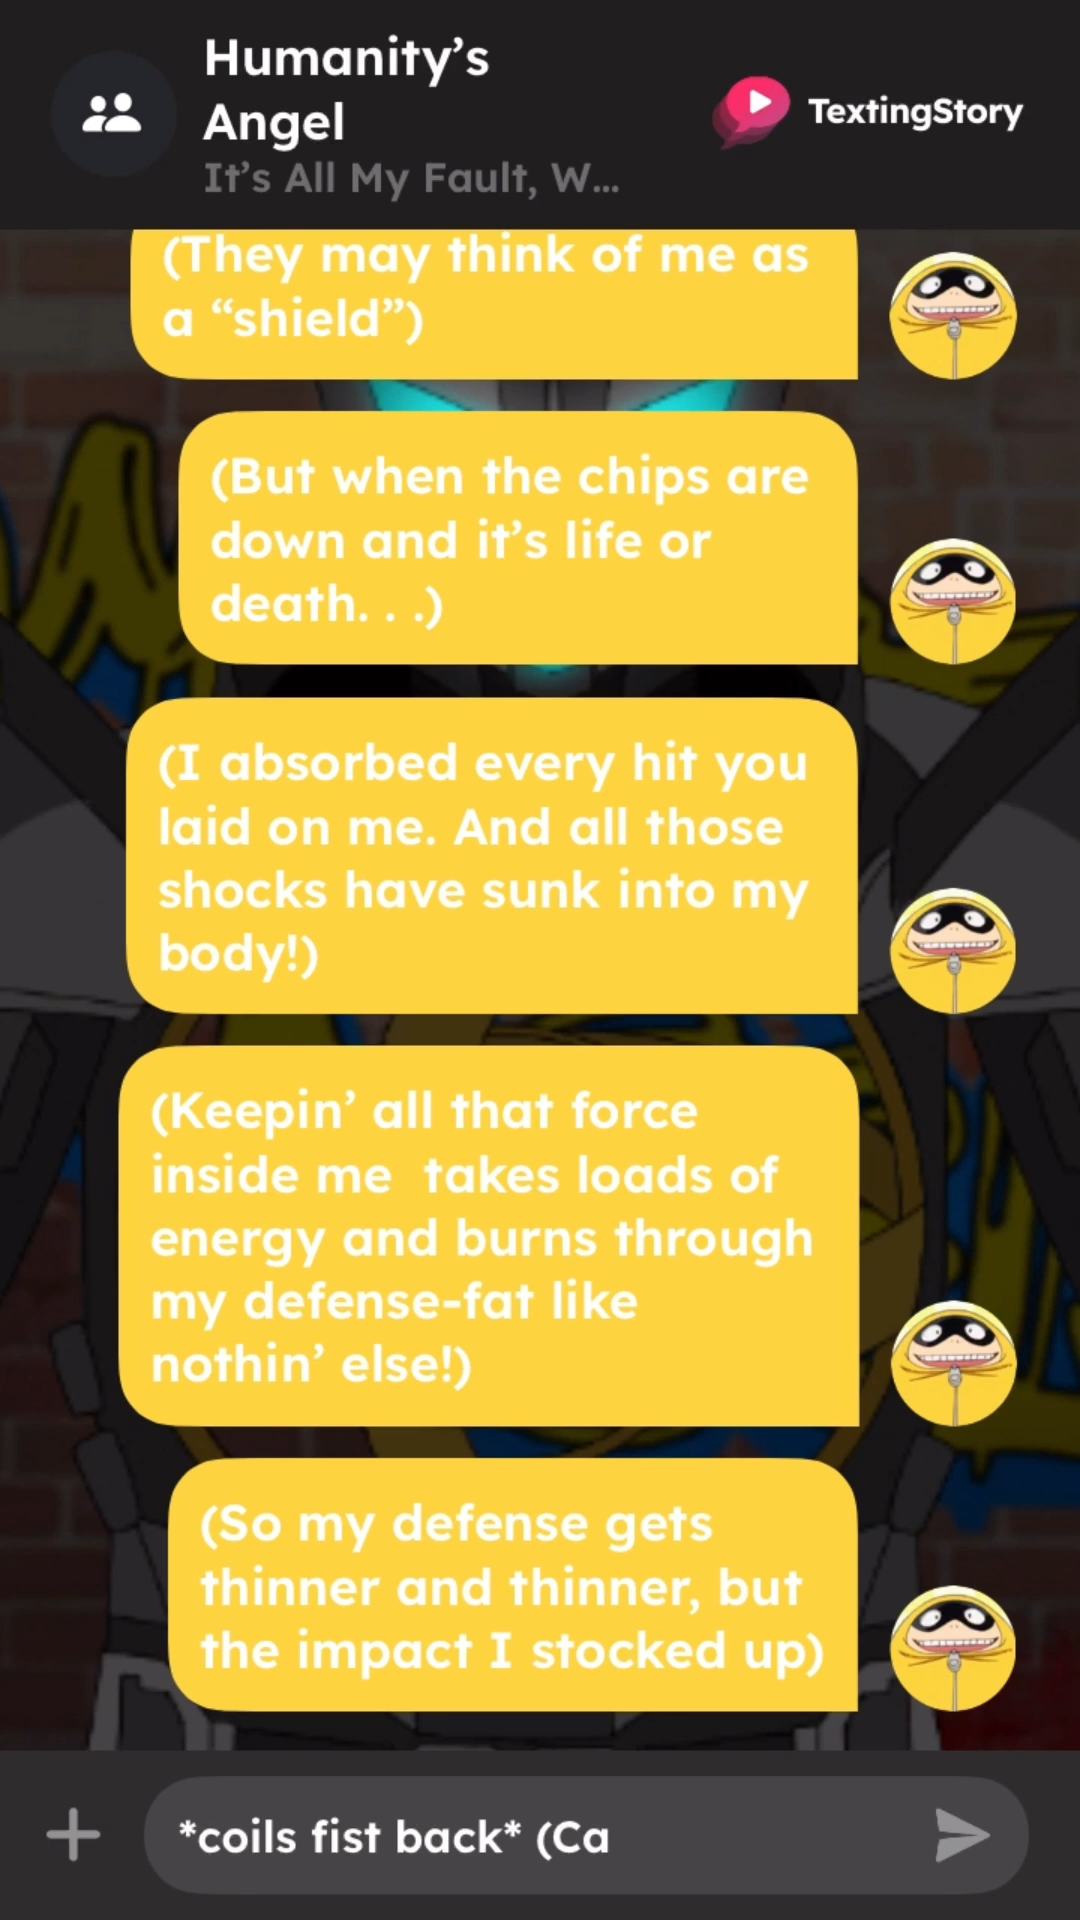 Humanity’s
Angel
It’s All My Fault, W...
TextingStory
(They may think of me as
a “shield”)
(But when the chips are
down and it’s life or
death. . .)
(I absorbed every hit you
laid on me. And all those
shocks have sunk into my
body!)
(Keepin’ all that force
inside me  takes loads of
energy and burns through
my defense-fat like
nothin’ else!)
(So my defense gets
thinner and thinner, but
the impact I stocked up)
*coils fist back* (Ca